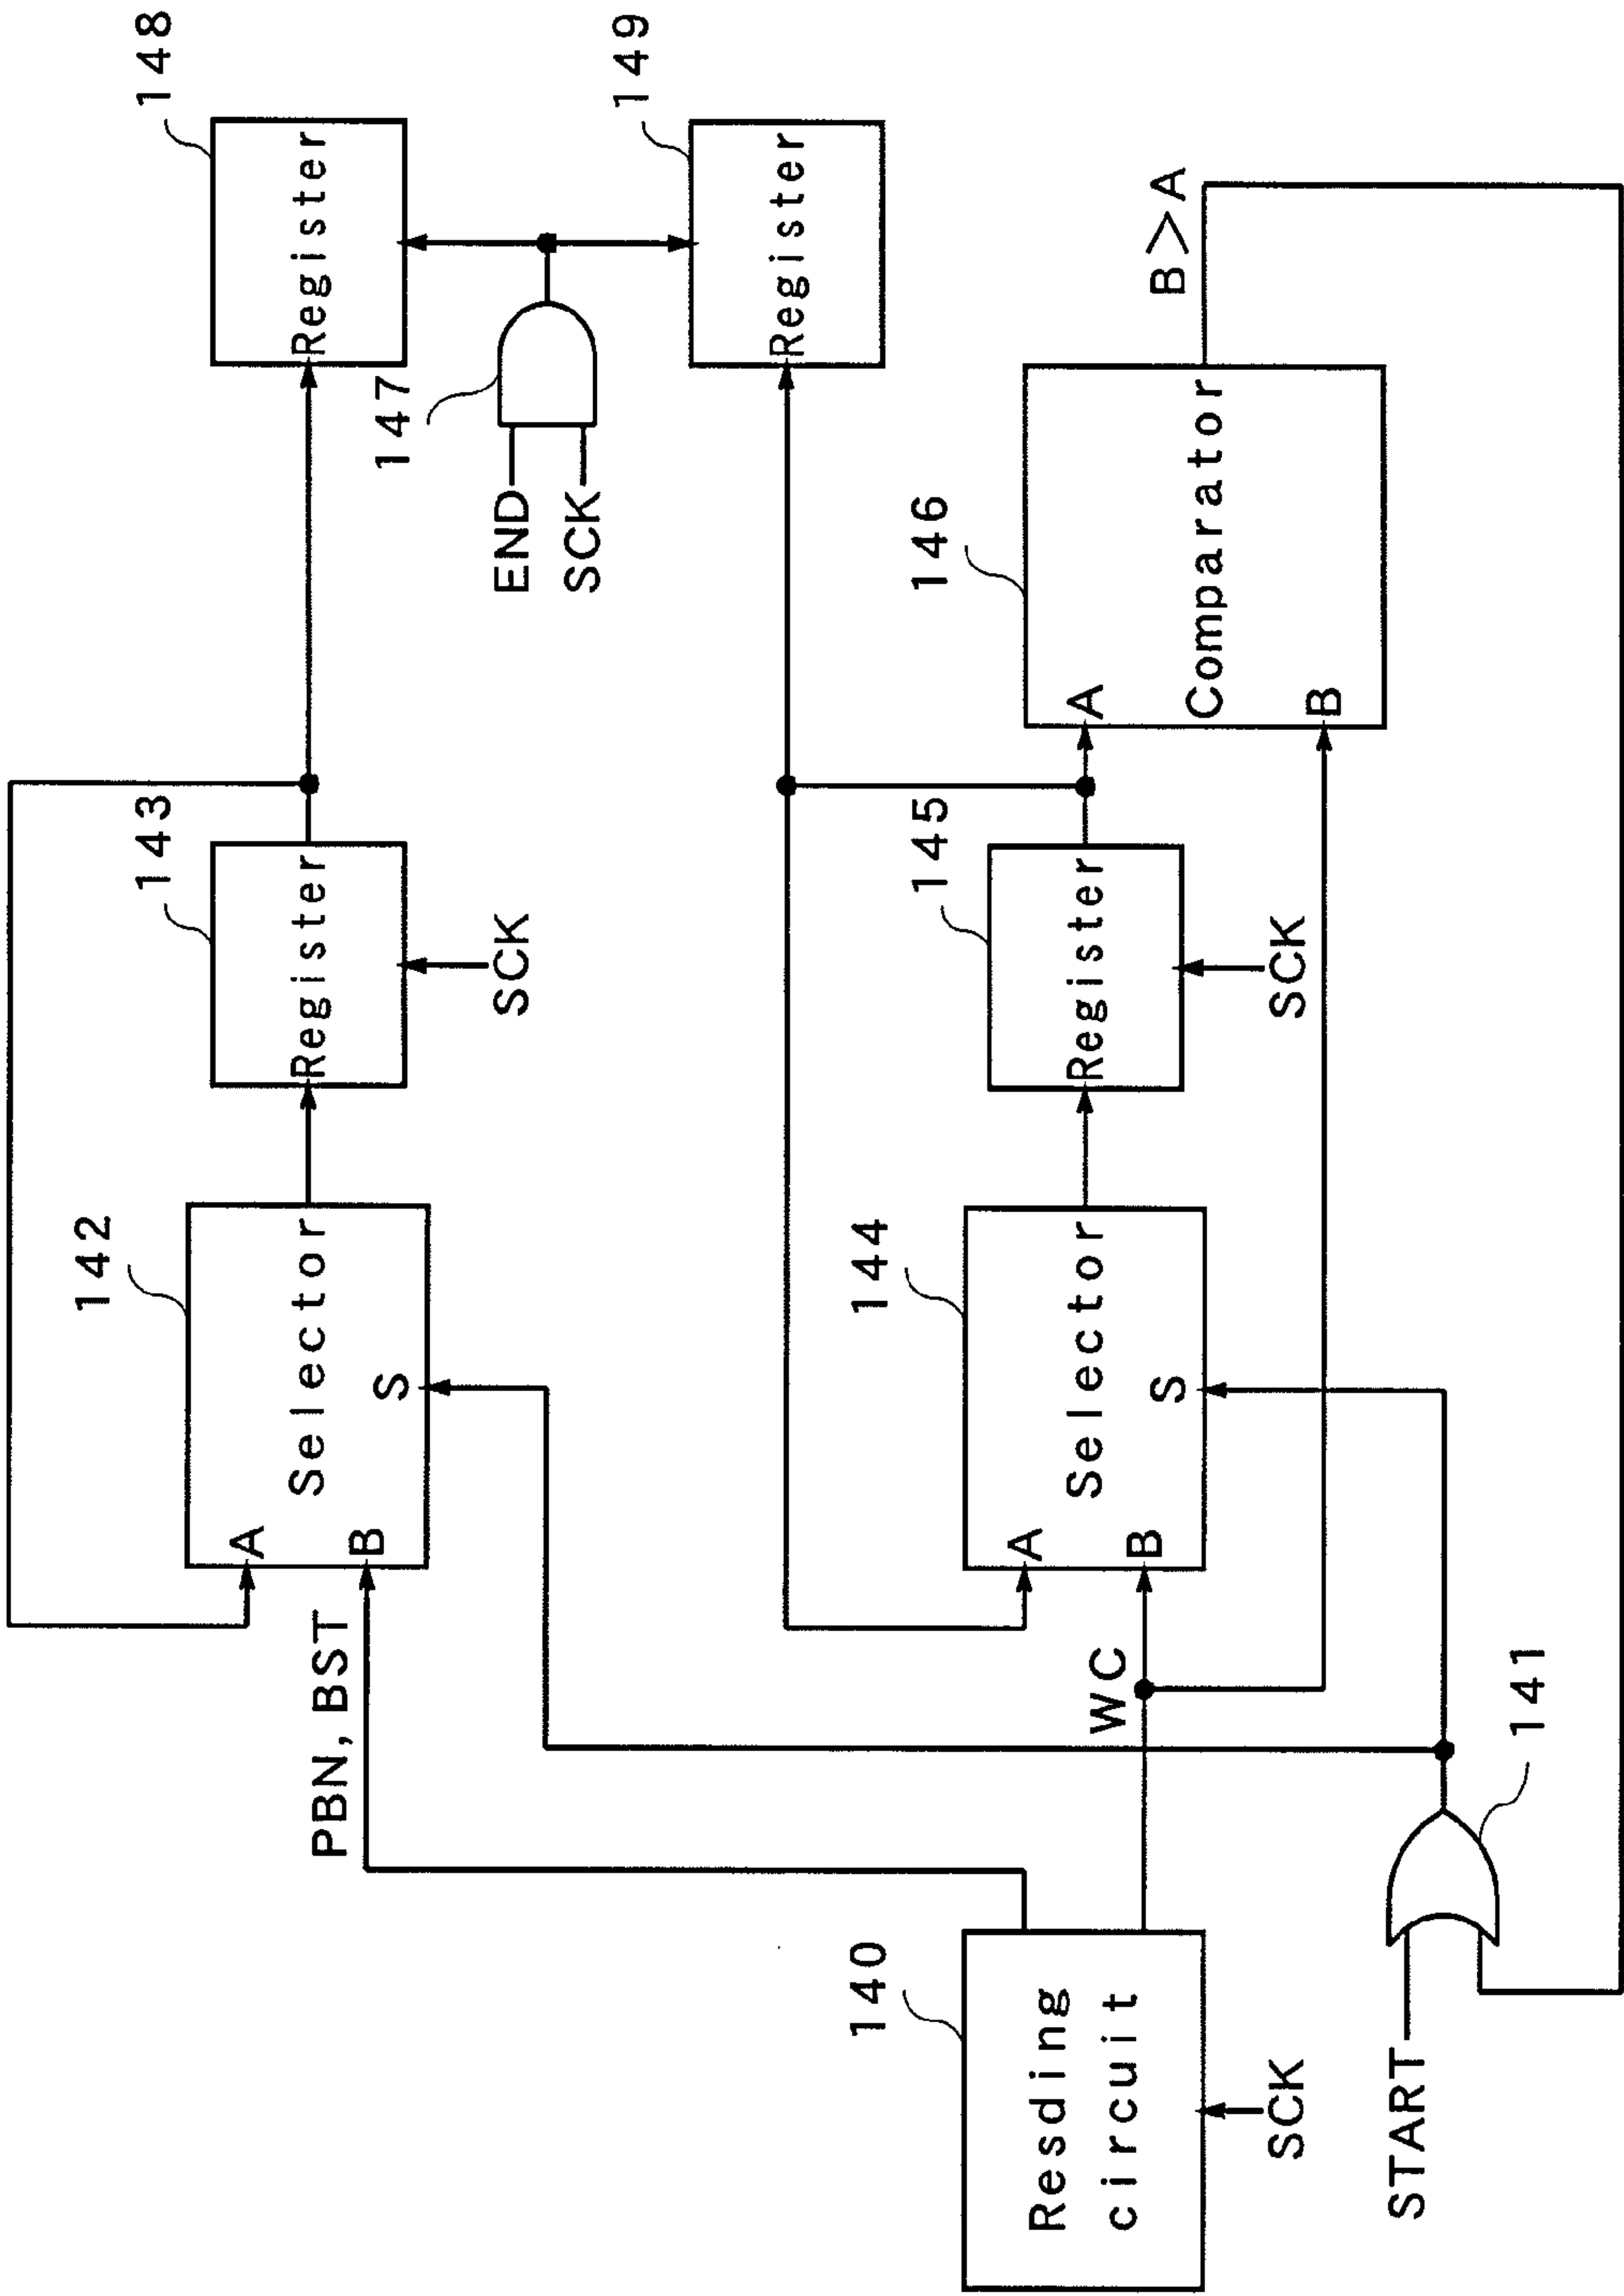 148
Register
149
Register
147
END
SCK
B>A
146
A
Comparator
B
143
Register
SCK
145
Register
SCK
142
Selector
A
B
S
PBN, BST
144
Selector
A
B
S
WC
141
START
140
Resding
circuit
SCK